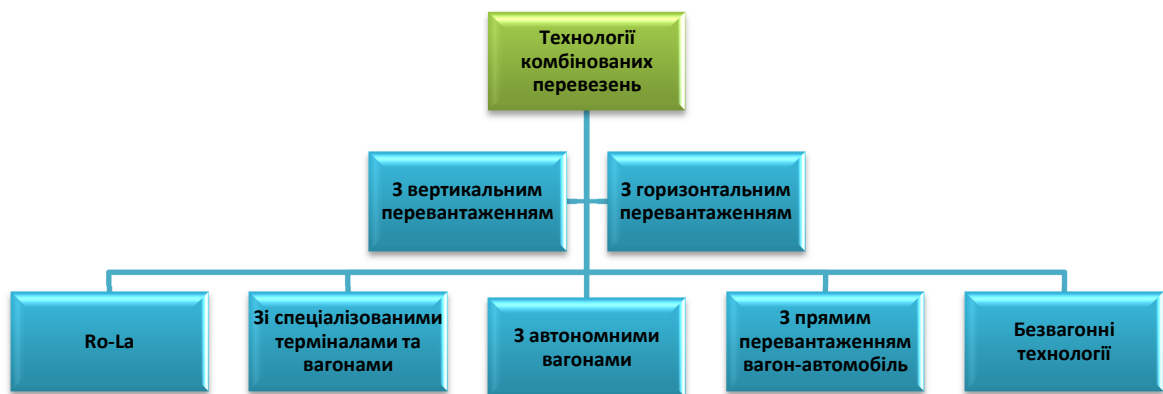 Технології
комбінованих
перевезень
З вертикальним
перевантаженням
З горизонтальним
перевантаженням
Ro-La
Зі спеціалізованими
терміналами та
вагонами
З автономними
вагонами
З прямим
перевантаженням
вагон-автомобіль
Безвагонні
технології